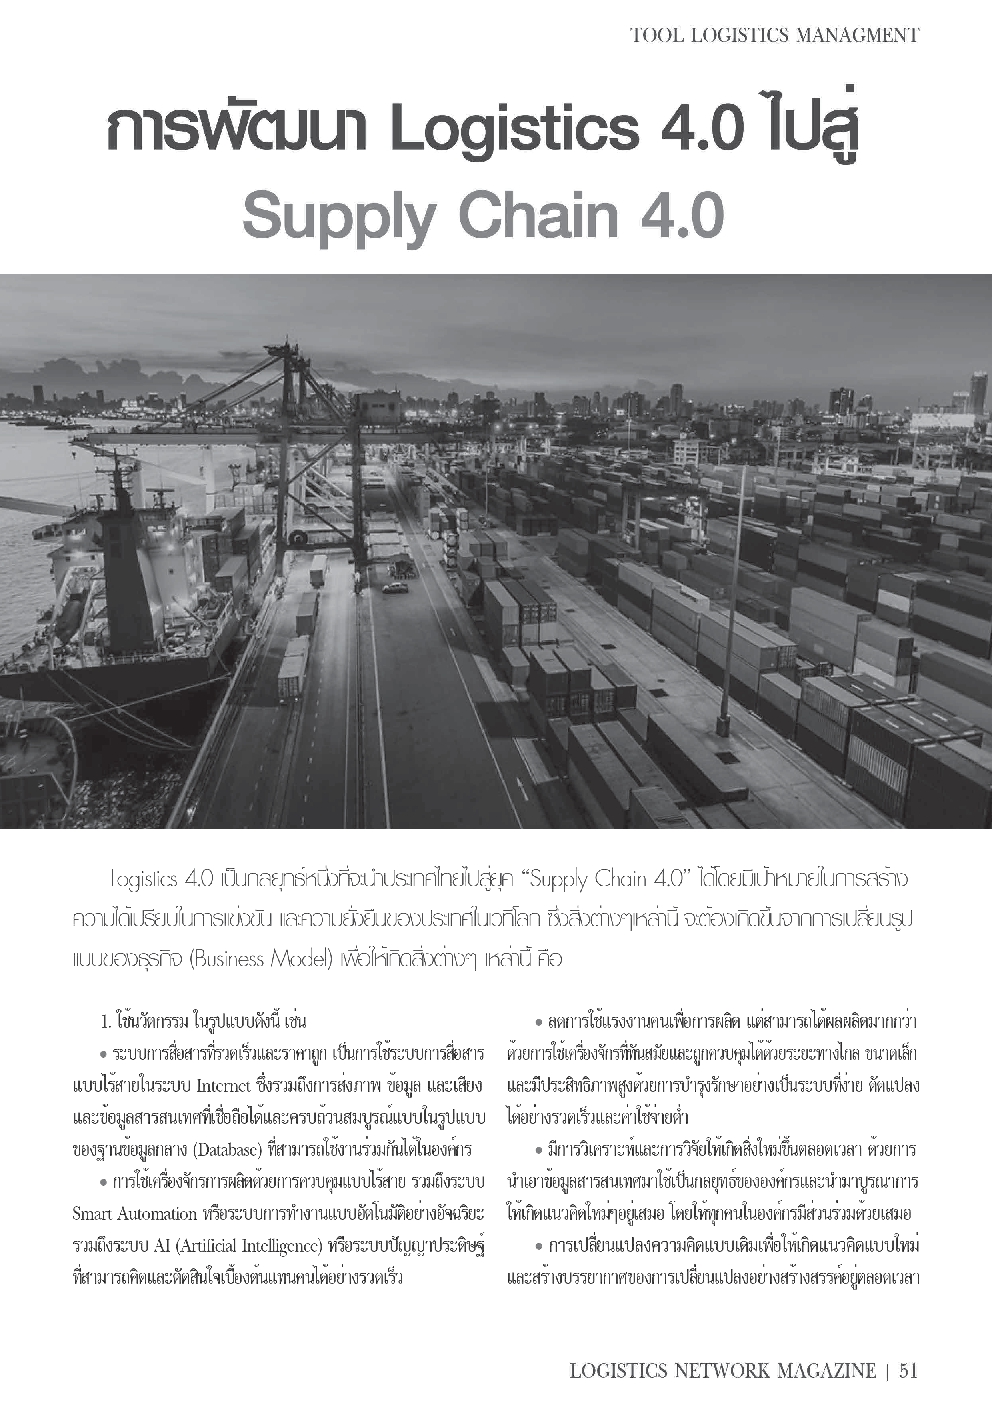 TOOL LOGISTICS MANAGMENT
การพัฒนา Logistics 4.0 ไปสู่
Supply Chain 4.0
Logistics 4.0 เป็นกลยุทธ์หนึ่งที่จะนำประเทศไทยไปสู่ยุค “Supply Chain 4.0” ได้โดยมีเป้าหมายในการสร้าง
ความได้เปรียบในการแข่งขัน และความยั่งยืนของประเทศในเวทีโลก ซึ่งสิ่งต่างๆเหล่านี้ จะต้องเกิดขึ้นจากการเปลี่ยนรูป
แบบของธุรกิจ (Business Model) เพื่อให้เกิดสิ่งต่างๆ เหล่านี้ คือ
1. ใช้นวัตกรรม ในรูปแบบดังนี้ เช่น
• ระบบการสื่อสารที่รวดเร็วและราคาถูก เป็นการใช้ระบบการสื่อสาร
แบบไร้สายในระบบ Internet ซึ่งรวมถึงการส่งภาพ ข้อมูล และเสียง
และข้อมูลสารสนเทศที่เชื่อถือได้และครบถ้วนสมบูรณ์แบบในรูปแบบ
ของฐานข้อมูลกลาง (Database) ที่สามารถใช้งานร่วมกันได้ในองค์กร
• การใช้เครื่องจักรการผลิตด้วยการควบคุมแบบไร้สาย รวมถึงระบบ
Smart Automation หรือระบบการทำงานแบบอัตโนมัติอย่างอัจฉริยะ
รวมถึงระบบ AI (Artificial Intelligence) หรือระบบปัญญาประดิษฐ์
ที่สามารถคิดและตัดสินใจเบื้องต้นแทนคนได้อย่างรวดเร็ว
• ลดการใช้แรงงานคนเพื่อการผลิต แต่สามารถได้ผลผลิตมากกว่า
ด้วยการใช้เครื่องจักรที่ทันสมัยและถูกควบคุมได้ด้วยระยะทางไกล ขนาดเล็ก
และมีประสิทธิภาพสูงด้วยการบำรุงรักษาอย่างเป็นระบบที่ง่าย ดัดแปลง
ได้อย่างรวดเร็วและค่าใช้จ่ายต่ำ
• มีการวิเคราะห์และการวิจัยให้เกิดสิ่งใหม่ขึ้นตลอดเวลา ด้วยการ
นำเอาข้อมูลสารสนเทศมาใช้เป็นกลยุทธ์ขององค์กรและนำมาบูรณาการ
ให้เกิดแนวคิดใหม่ๆอยู่เสมอ โดยให้ทุกคนในองค์กรมีส่วนร่วมด้วยเสมอ
• การเปลี่ยนแปลงความคิดแบบเดิมเพื่อให้เกิดแนวคิดแบบใหม่
และสร้างบรรยากาศของการเปลี่ยนแปลงอย่างสร้างสรรค์อยู่ตลอดเวลา
LOGISTICS NETWORK MAGAZINE | 51